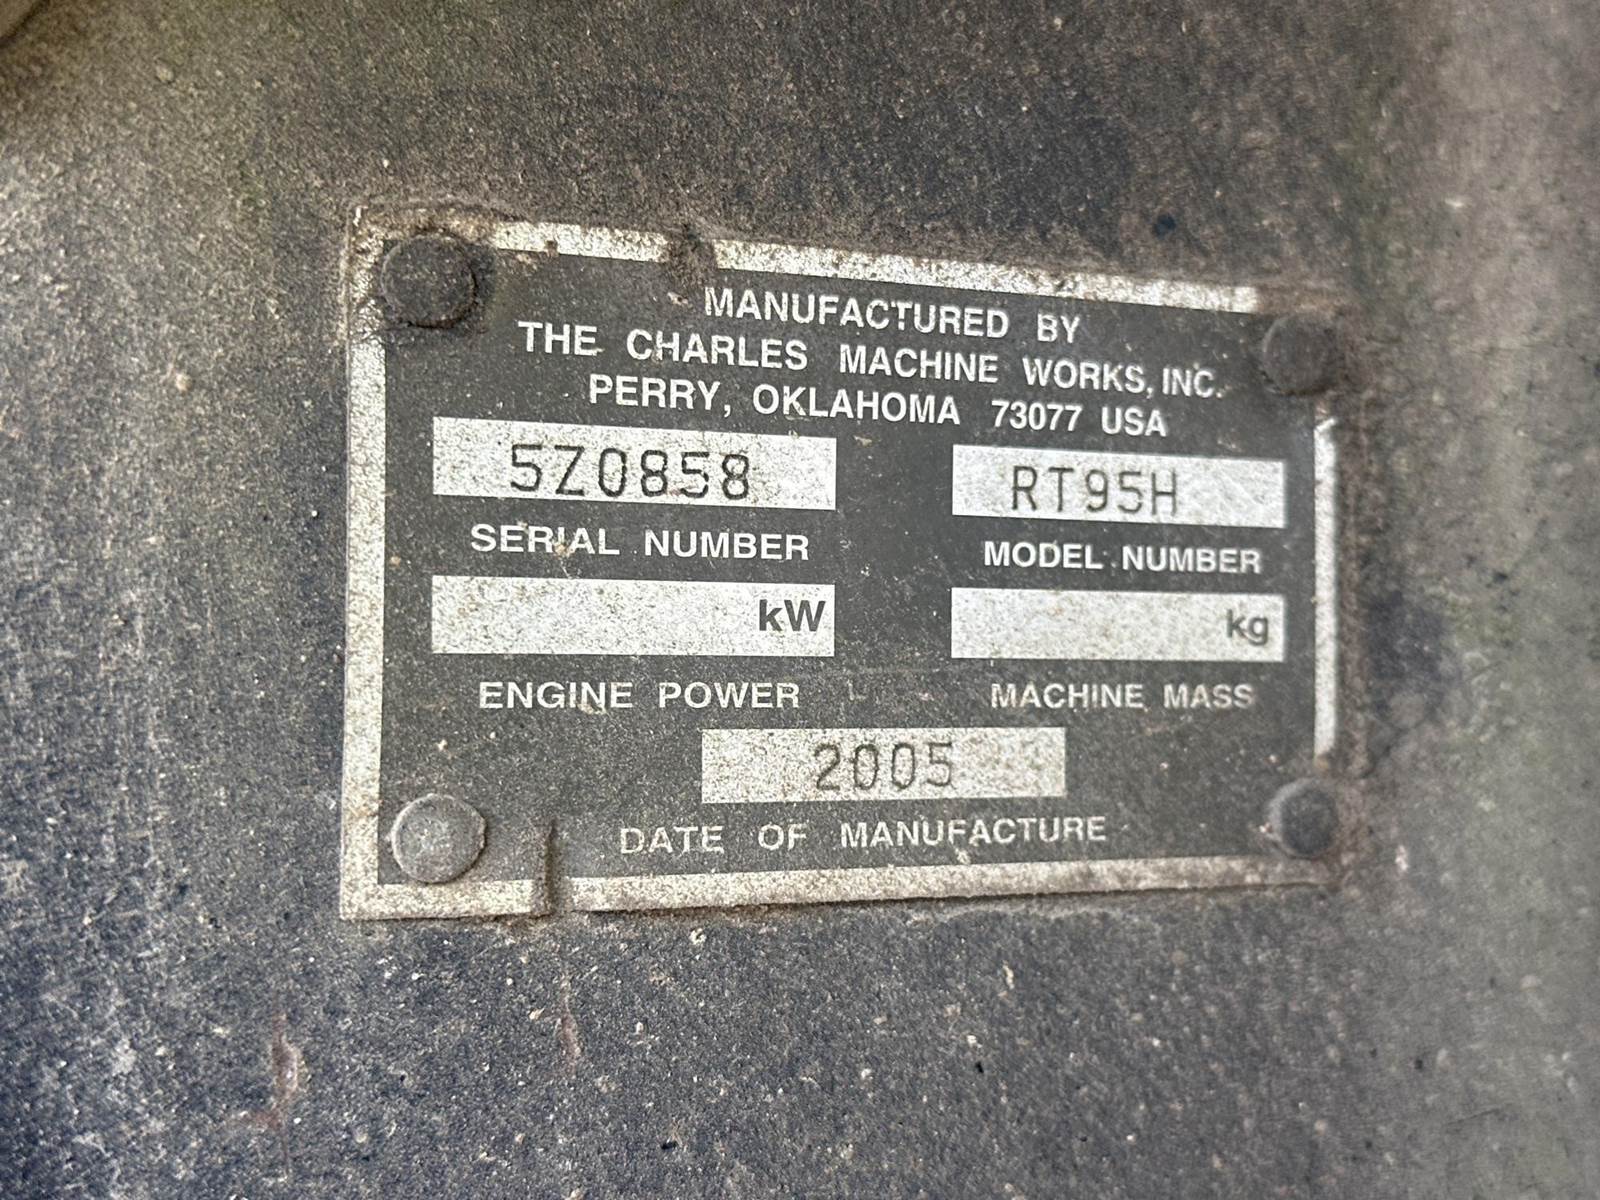 MANUFACTURED BY
THE CHARLES MACHINE WORKS, INC.
PERRY, OKLAHOMA 73077 USA
5Z0858 RT95H
SERIAL NUMBER MODEL NUMBER
kW kg
ENGINE POWER MACHINE MASS
2005
DATE OF MANUFACTURE